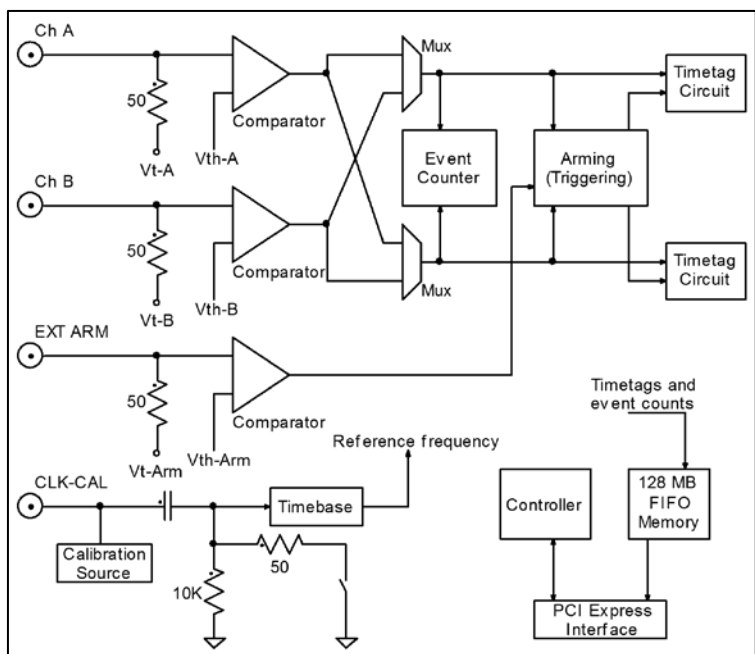 Ch A
50
Vt-A
Vth-A
Comparator
Mux
Timetag
Circuit
Event
Counter
Arming
(Triggering)
Ch B
50
Vt-B
Vth-B
Comparator
Mux
Timetag
Circuit
EXT ARM
50
Vt-Arm
Vth-Arm
Comparator
Timetags and
event counts
Reference frequency
CLK-CAL
Timebase
Calibration
Source
50
10K
Controller
128 MB
FIFO
Memory
PCI Express
Interface